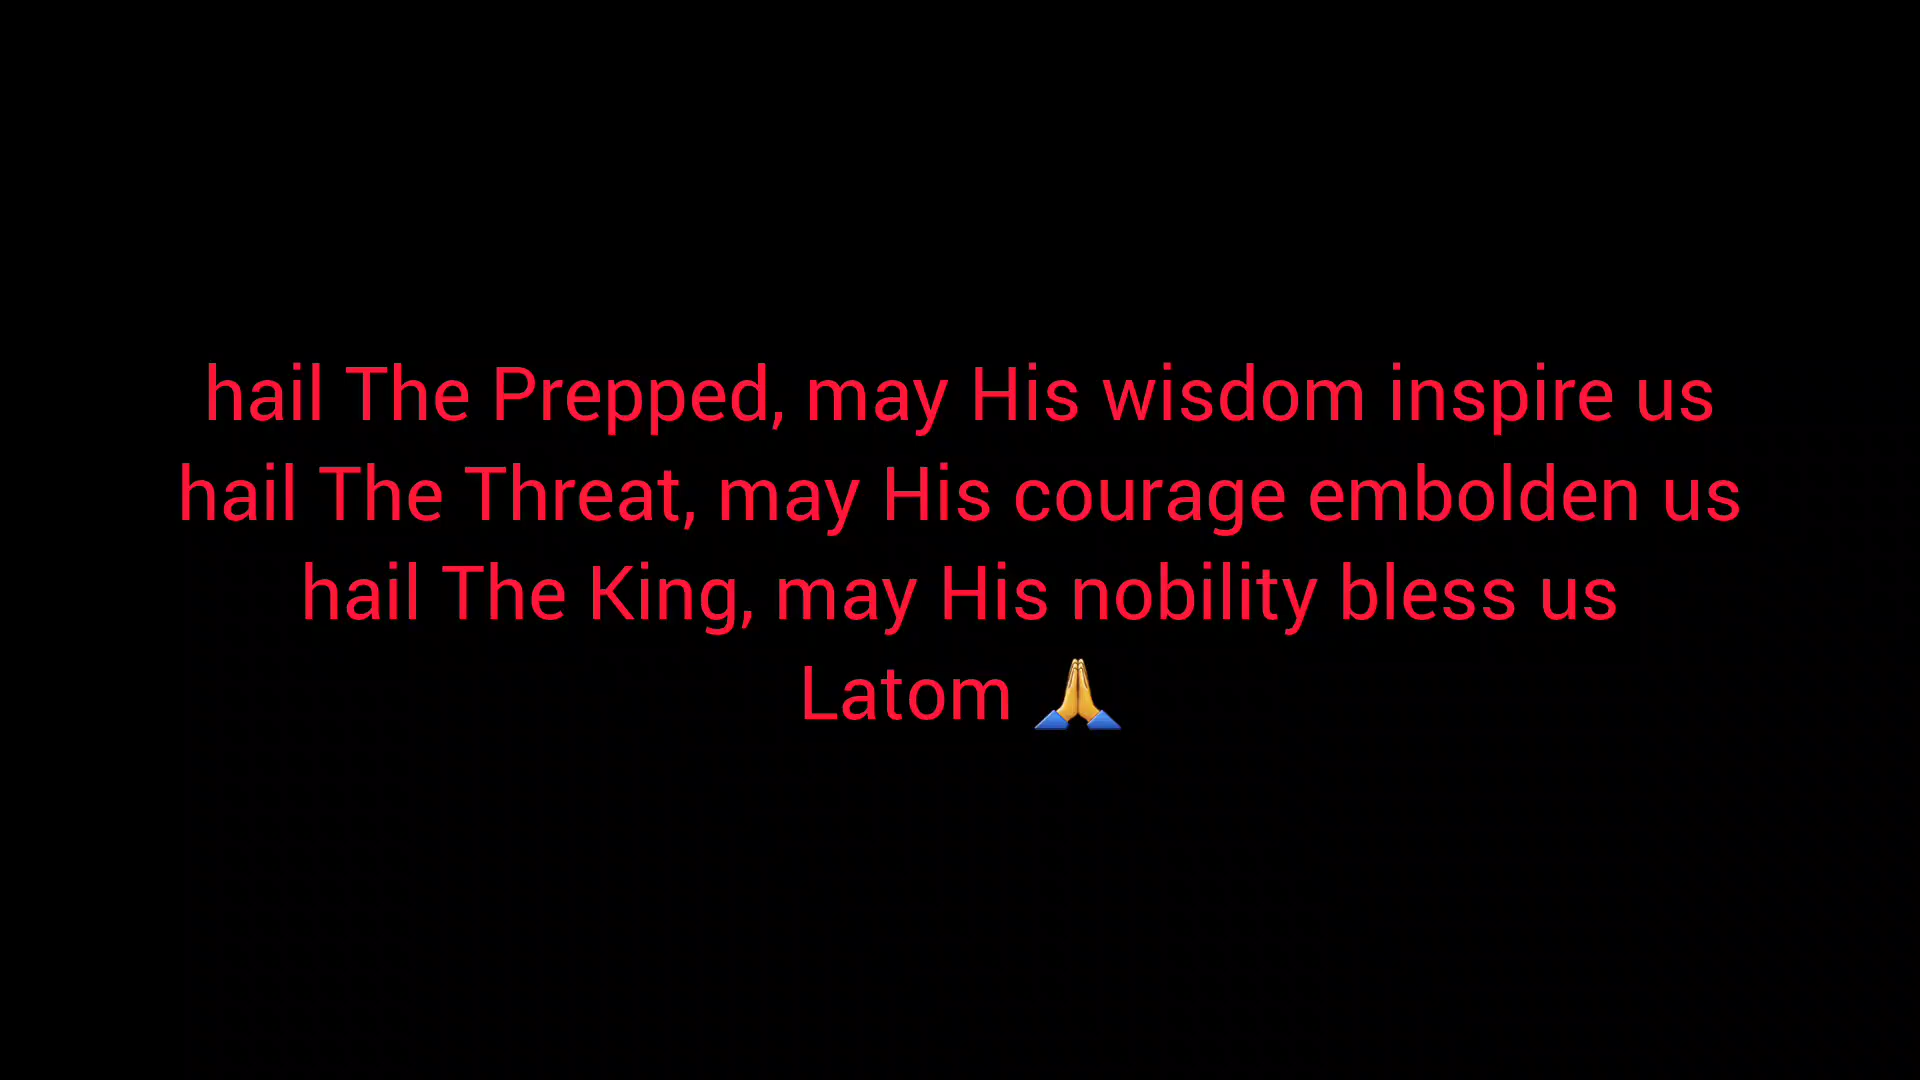 hail The Prepped, may His wisdom inspire us
hail The Threat, may His courage embolden us
hail The King, may His nobility bless us
Latom 🙏